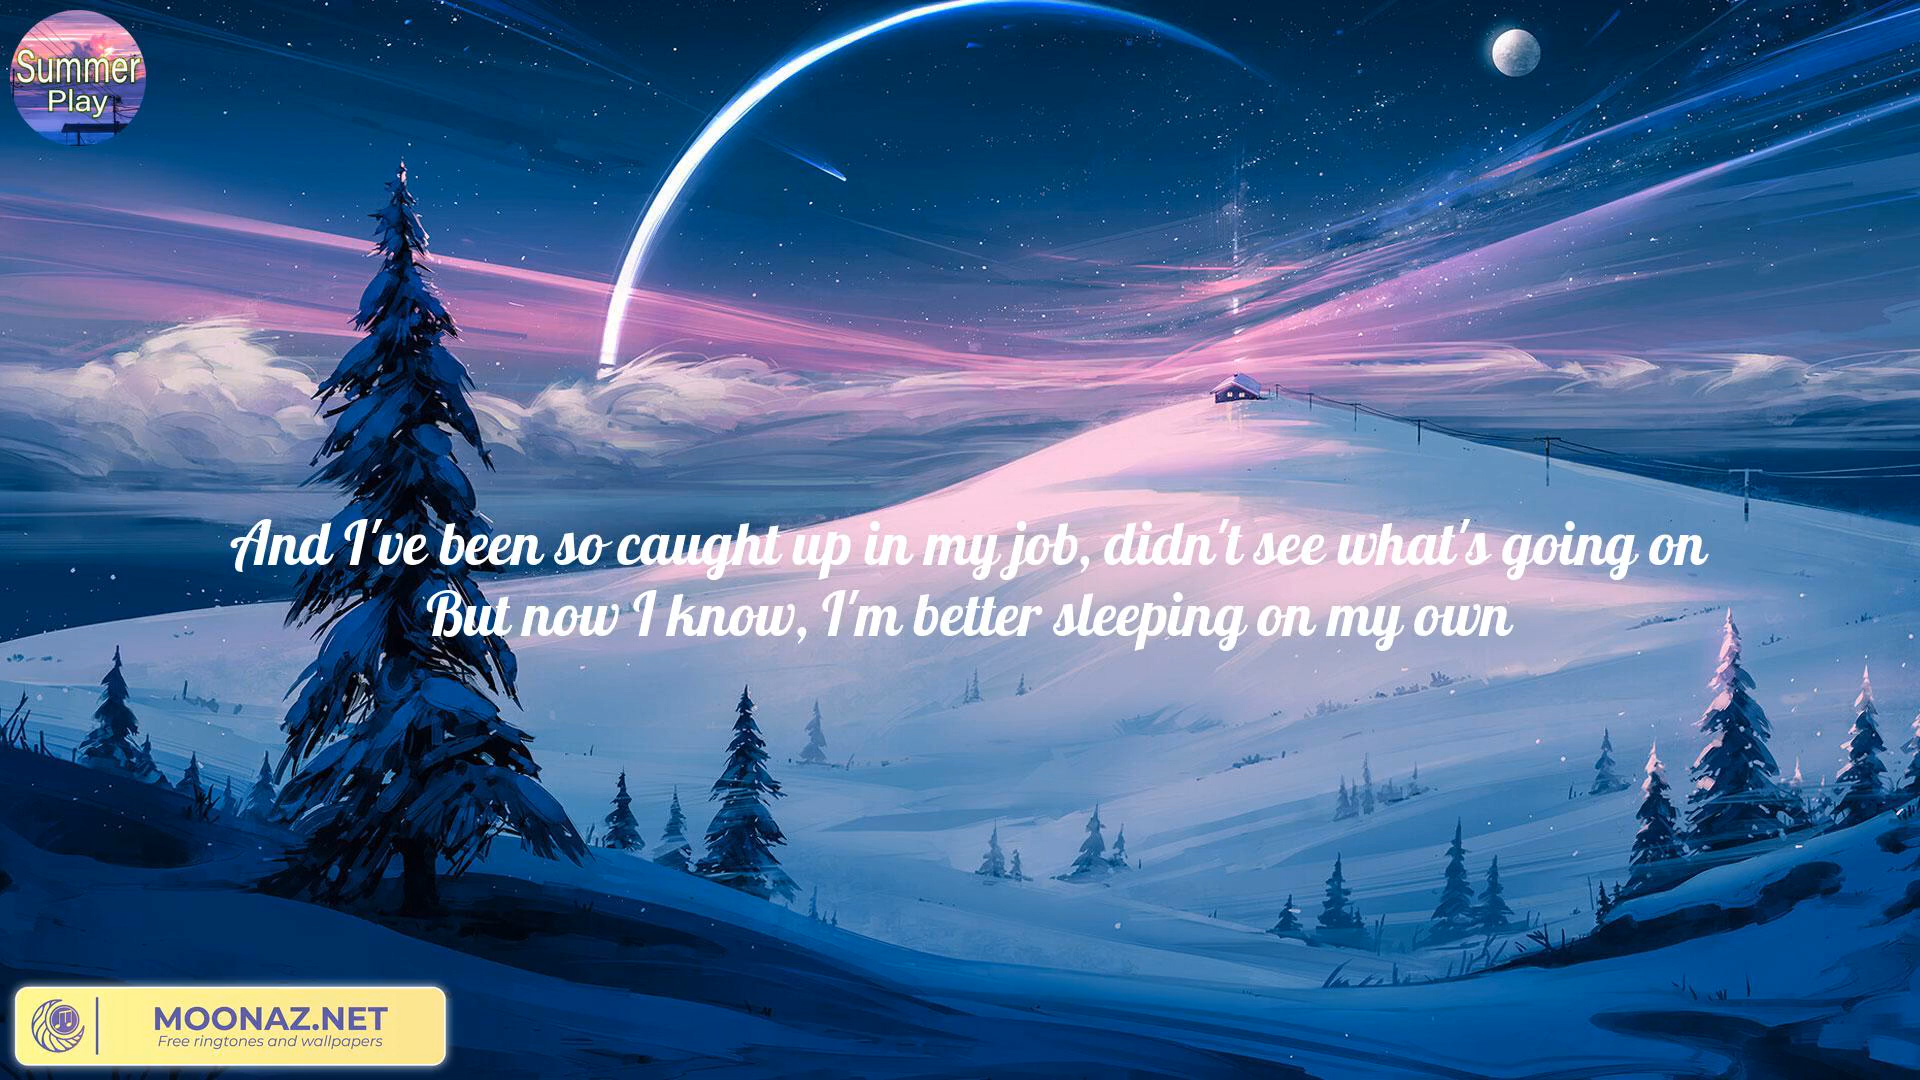 Summer
Play
And I've been so caught up in my job, didn't see what's going on
But now I know, I'm better sleeping on my own
MOONAZ.NET
Free ringtones and wallpapers